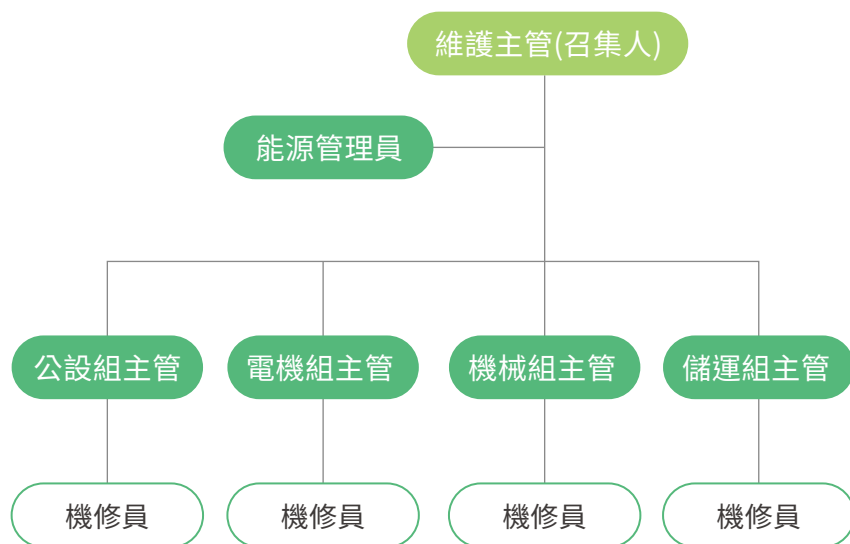 維護主管(召集人)
能源管理員
公設組主管
電機組主管
機械組主管
儲運組主管
機修員
機修員
機修員
機修員